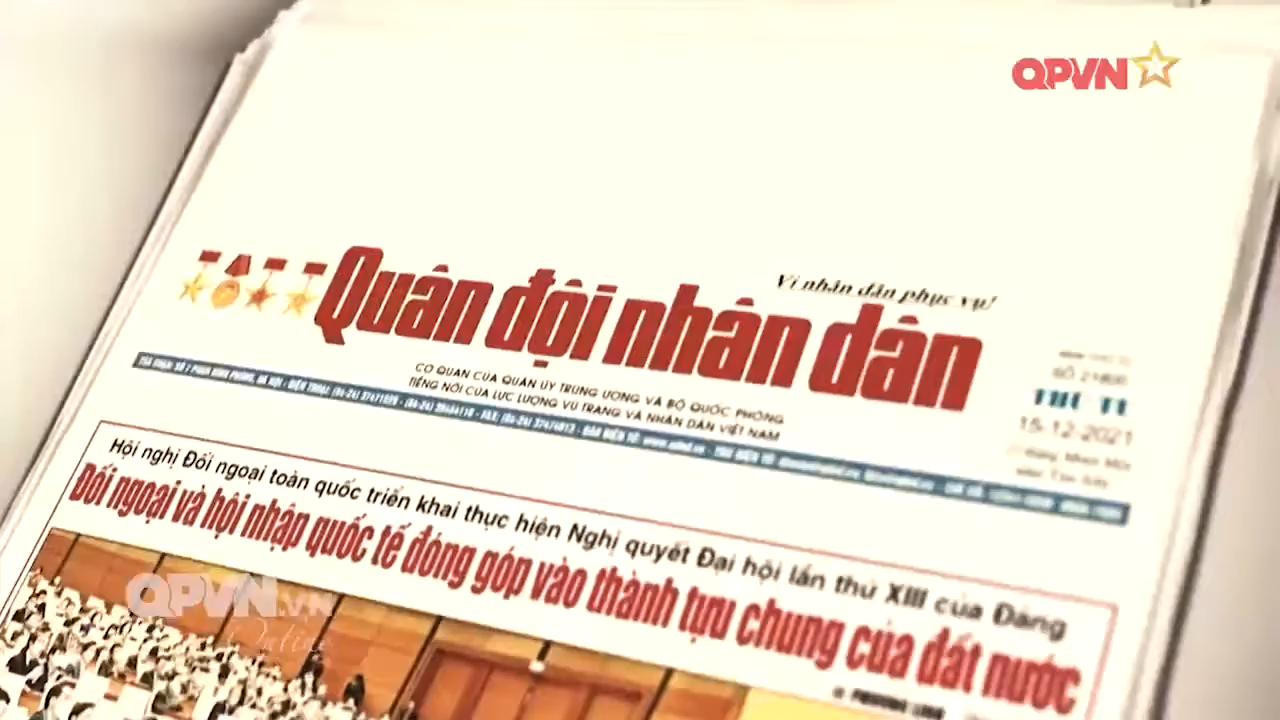 QPVN
Vì nhân dân phục vụ!
Quân đội nhân dân
CƠ QUAN CỦA QUÂN ỦY TRUNG ƯƠNG VÀ BỘ QUỐC PHÒNG
TIẾNG NÓI CỦA LỰC LƯỢNG VŨ TRANG VÀ NHÂN DÂN VIỆT NAM
SỐ
15-12-2021
Hội nghị Đối ngoại toàn quốc triển khai thực hiện Nghị quyết Đại hội lần thứ XIII của Đảng
Đối ngoại và hội nhập quốc tế đóng góp vào thành tựu chung của đất nước
QPVN.VN
Online